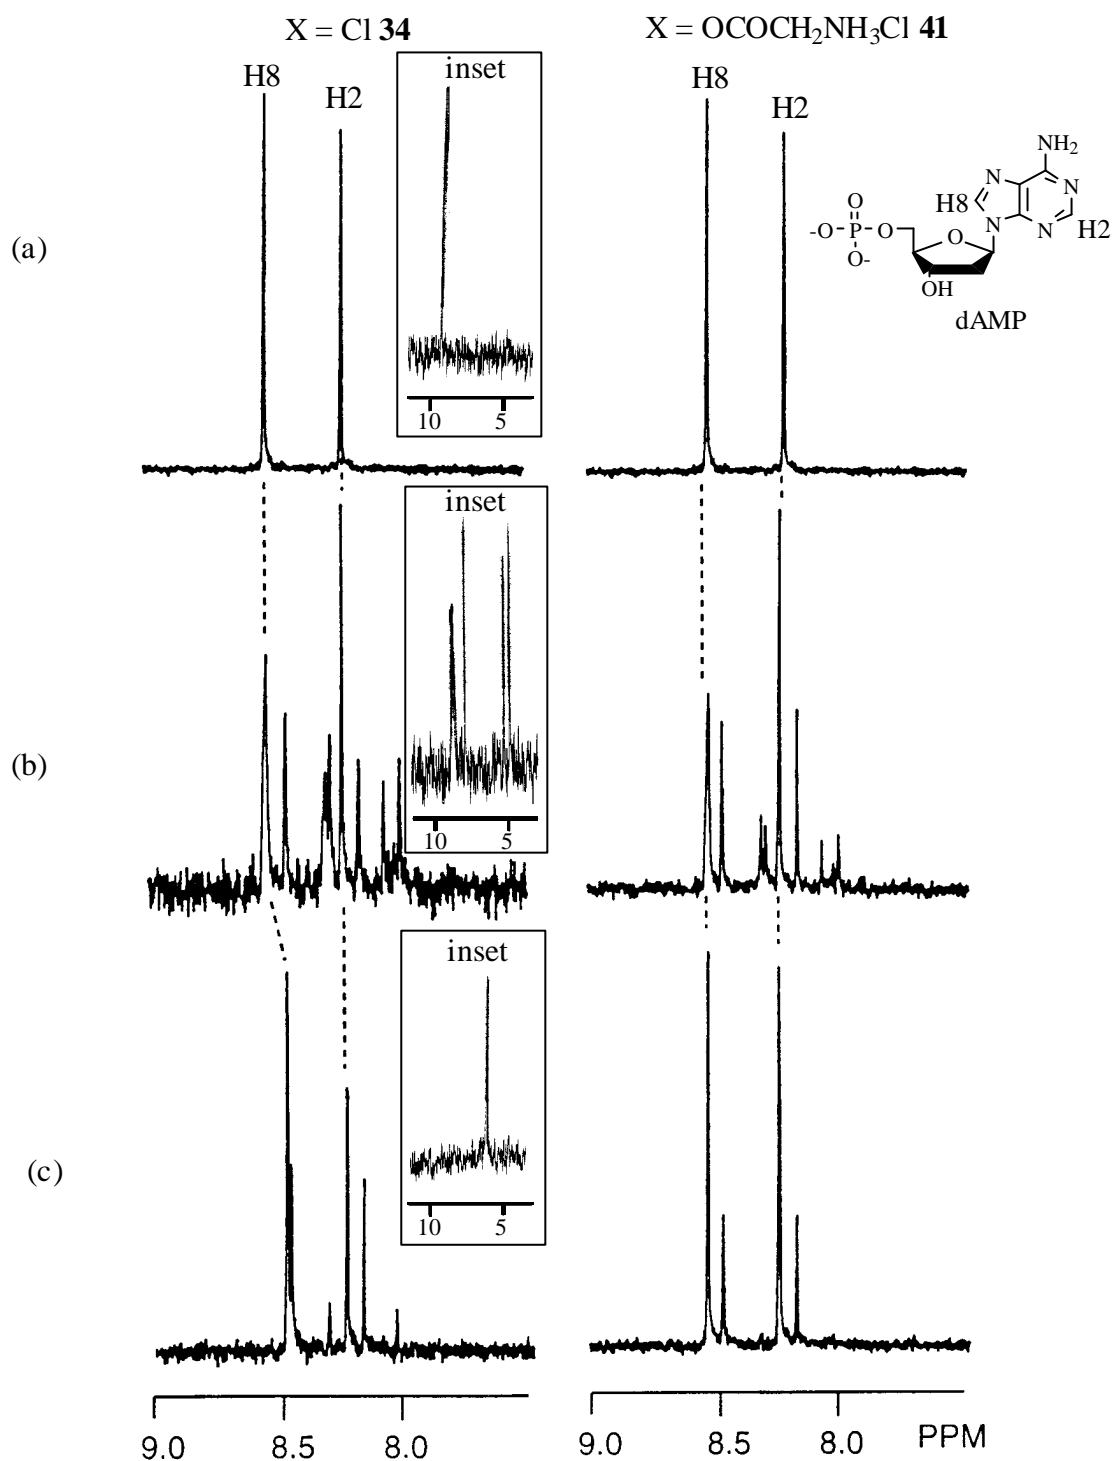 X = Cl 34
X = OCOCH₂NH₃Cl 41
inset
H8
H2
10 5
H8
H2
NH₂
N
N
H8
N
N
H2
O
-O-P-O
O-
O
OH
dAMP
(a)
inset
10 5
(b)
inset
10 5
(c)
9.0 8.5 8.0
9.0 8.5 8.0 PPM